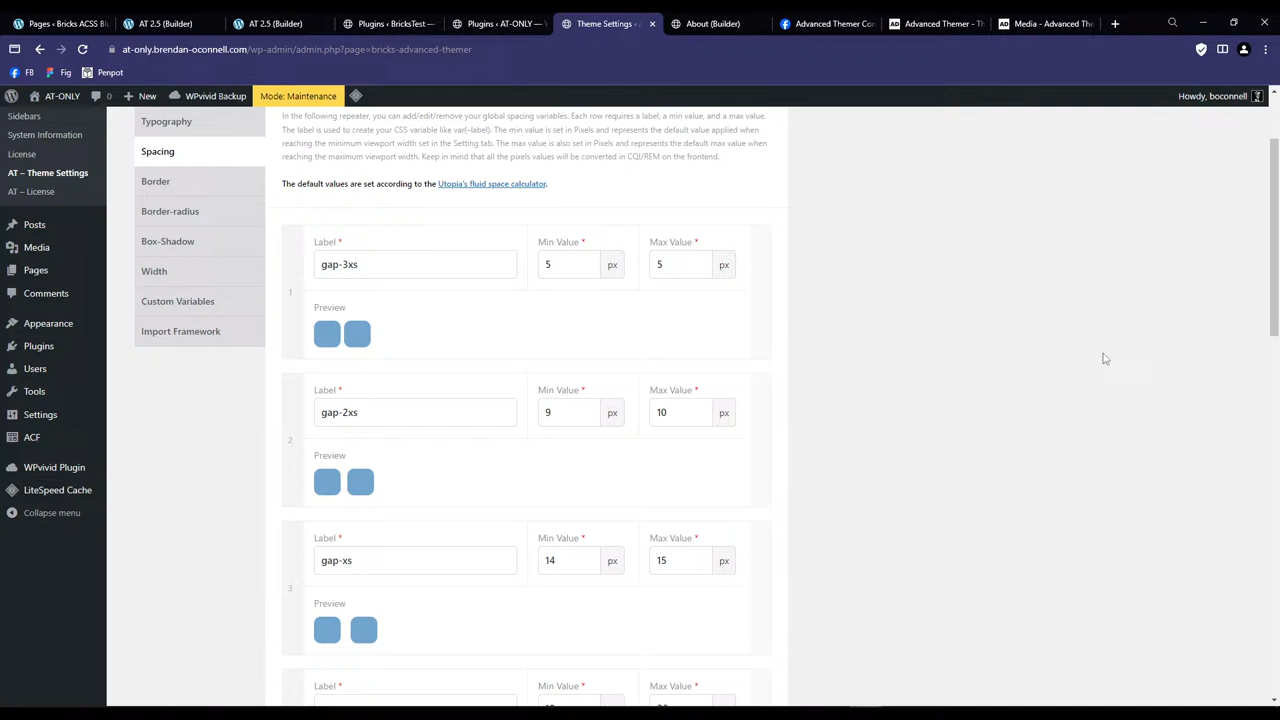 Pages ‹ Bricks ACSS Blu
AT 2.5 (Builder)
AT 2.5 (Builder)
Plugins ‹ BricksTest —
Plugins ‹ AT-ONLY —
Theme Settings ‹
About (Builder)
Advanced Themer Con
Advanced Themer - Th
Media - Advanced The
at-only.brendan-oconnell.com/wp-admin/admin.php?page=bricks-advanced-themer
FB
Fig
Penpot
AT-ONLY
0
New
WPvivid Backup
Mode: Maintenance
Howdy, boconnell
Sidebars
System Information
License
AT – Theme Settings
AT – License
Posts
Media
Pages
Comments
Appearance
Plugins
Users
Tools
Settings
ACF
WPvivid Plugin
LiteSpeed Cache
Collapse menu
Typography
Spacing
Border
Border-radius
Box-Shadow
Width
Custom Variables
Import Framework
In the following repeater, you can add/edit/remove your global spacing variables. Each row requires a label, a min value, and a max value.
The label is used to create your CSS variable like var(--label). The min value is set in Pixels and represents the default value applied when
reaching the minimum viewport width set in the Setting tab. The max value is also set in Pixels and represents the default max value when
reaching the maximum viewport width. Keep in mind that all the pixels values will be converted in CQI/REM on the frontend.
The default values are set according to the Utopia's fluid space calculator.
1
Label *
Min Value *
Max Value *
gap-3xs
5 px
5 px
Preview
2
Label *
Min Value *
Max Value *
gap-2xs
9 px
10 px
Preview
3
Label *
Min Value *
Max Value *
gap-xs
14 px
15 px
Preview
Label *
Min Value *
Max Value *